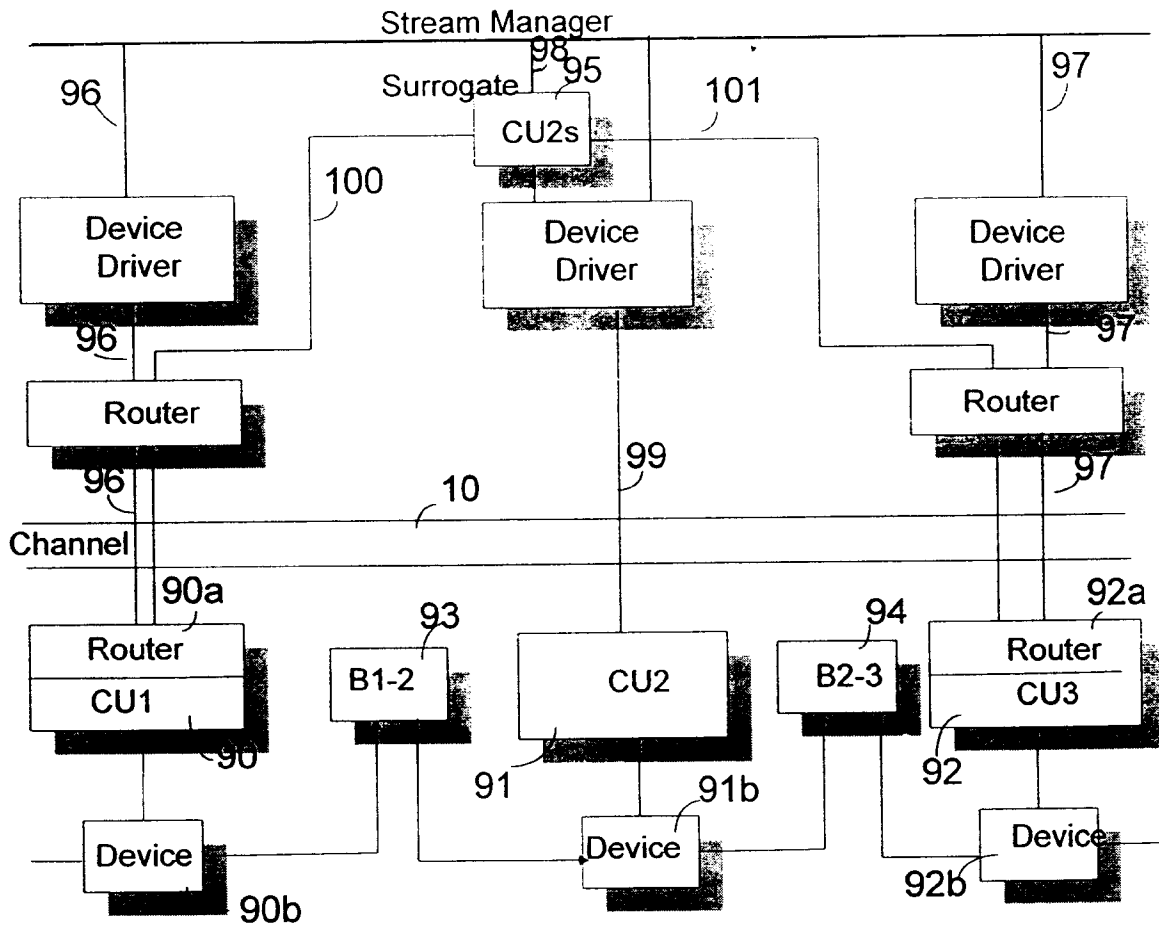 Stream Manager
98
95
97
96
Surrogate
101
CU2s
100
Device
Driver
Device
Driver
Device
Driver
96
97
Router
Router
96
99
97
10
Channel
90a
93
94
92a
Router
B1-2
CU2
B2-3
Router
CU1
CU3
90
91
91b
92
Device
Device
Device
90b
92b